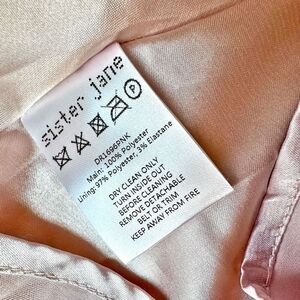 sister jane
P
DR1696PNK
Main: 100% Polyester
Lining: 97% Polyester, 3% Elastane
DRY CLEAN ONLY
TURN INSIDE OUT
BEFORE CLEANING
REMOVE DETACHABLE
BELT OR TRIM
KEEP AWAY FROM FIRE